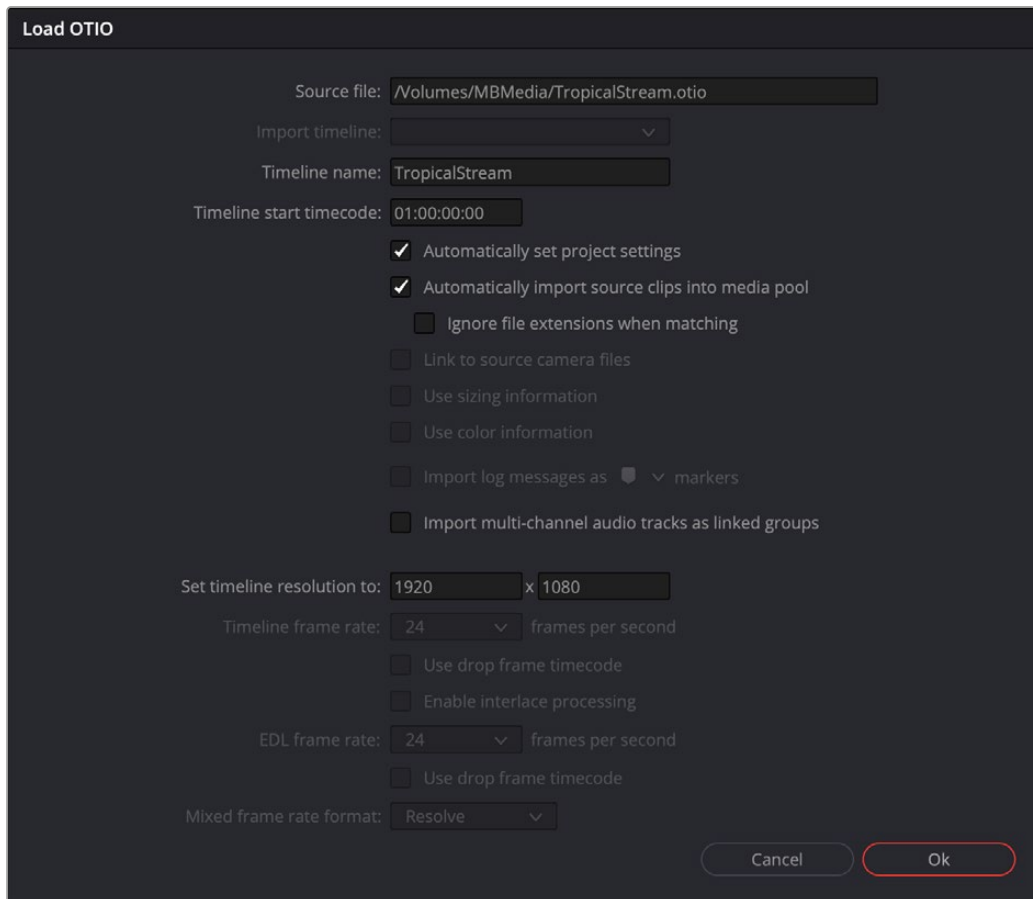 Load OTIO
Source file: /Volumes/MBMedia/TropicalStream.otio
Import timeline:
Timeline name: TropicalStream
Timeline start timecode: 01:00:00:00
Automatically set project settings
Automatically import source clips into media pool
Ignore file extensions when matching
Link to source camera files
Use sizing information
Use color information
Import log messages as markers
Import multi-channel audio tracks as linked groups
Set timeline resolution to: 1920 x 1080
Timeline frame rate: 24 frames per second
Use drop frame timecode
Enable interlace processing
EDL frame rate: 24 frames per second
Use drop frame timecode
Mixed frame rate format: Resolve
Cancel Ok